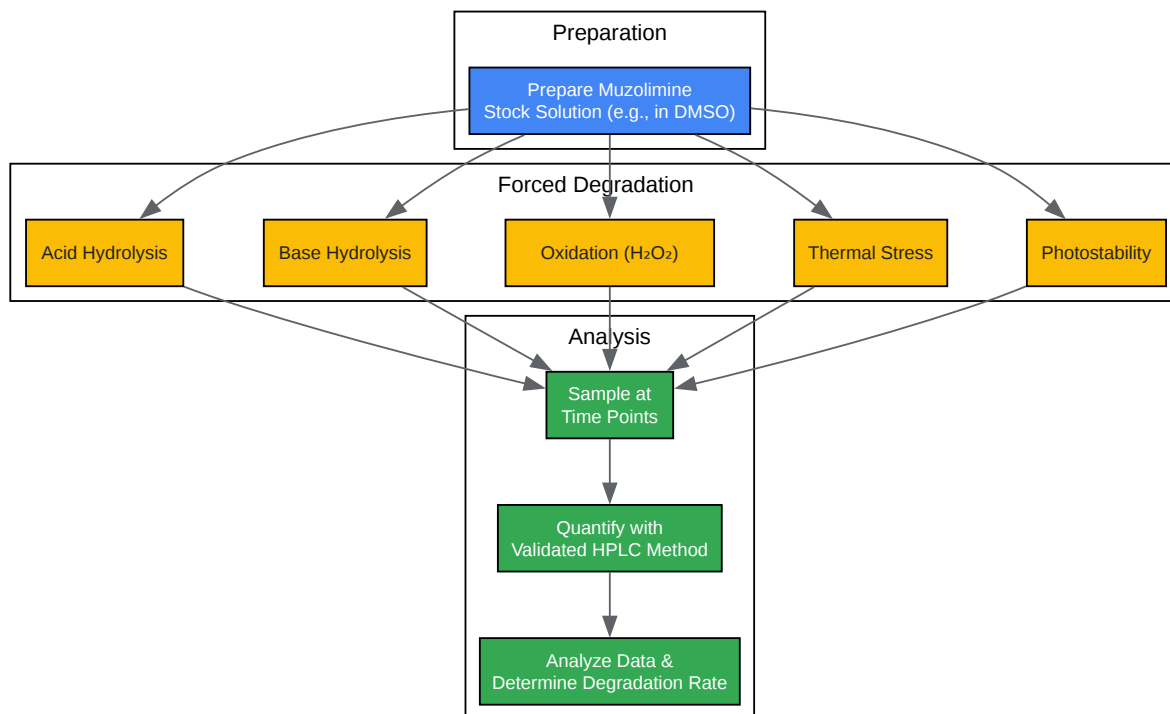 Preparation
Prepare Muzolimine
Stock Solution (e.g., in DMSO)
Forced Degradation
Acid Hydrolysis
Base Hydrolysis
Oxidation (H₂O₂)
Thermal Stress
Photostability
Analysis
Sample at
Time Points
Quantify with
Validated HPLC Method
Analyze Data &
Determine Degradation Rate